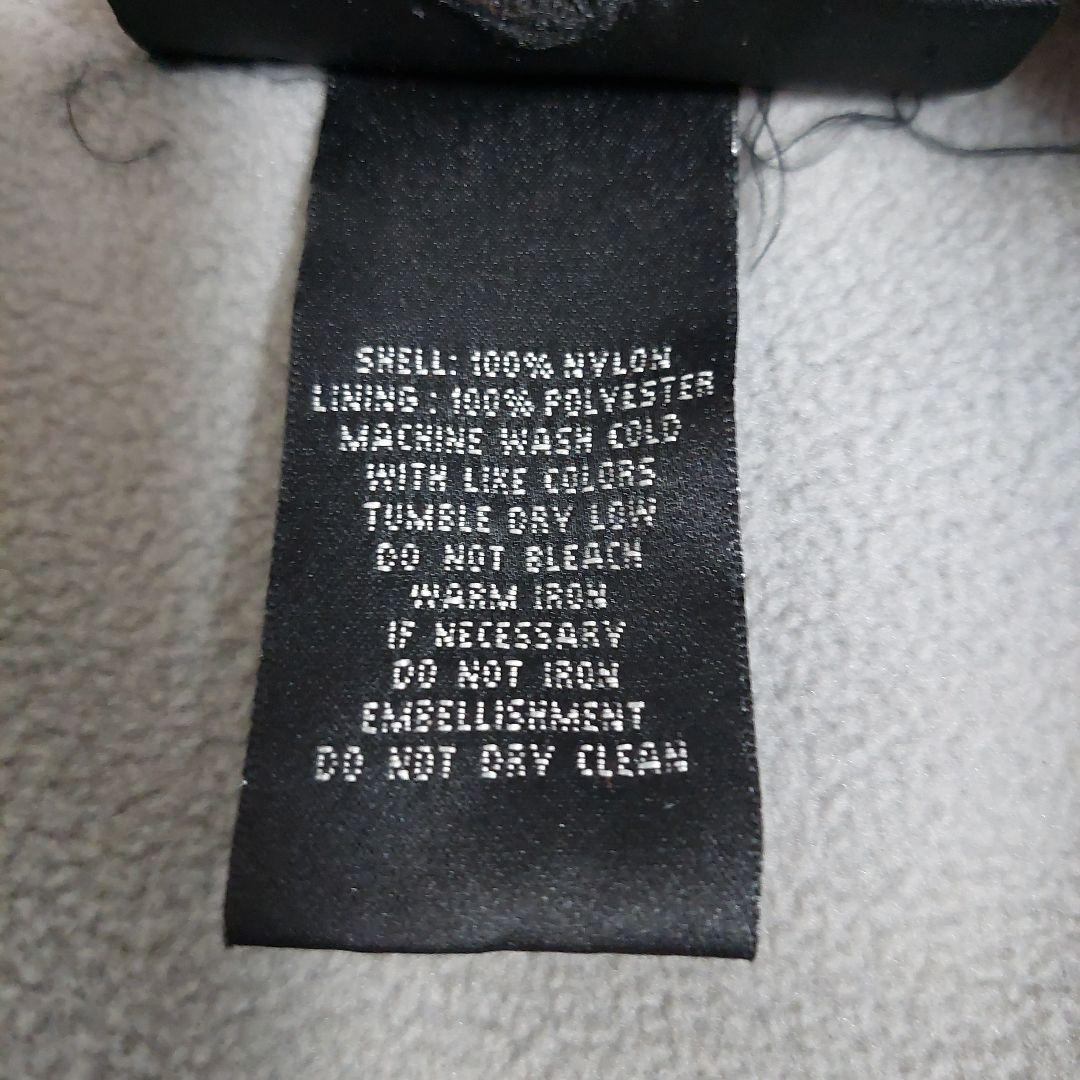 SHELL: 100% NYLON
LINING: 100% POLYESTER
MACHINE WASH COLD
WITH LIKE COLORS
TUMBLE DRY LOW
DO NOT BLEACH
WARM IRON
IF NECESSARY
DO NOT IRON
EMBELLISHMENT
DO NOT DRY CLEAN